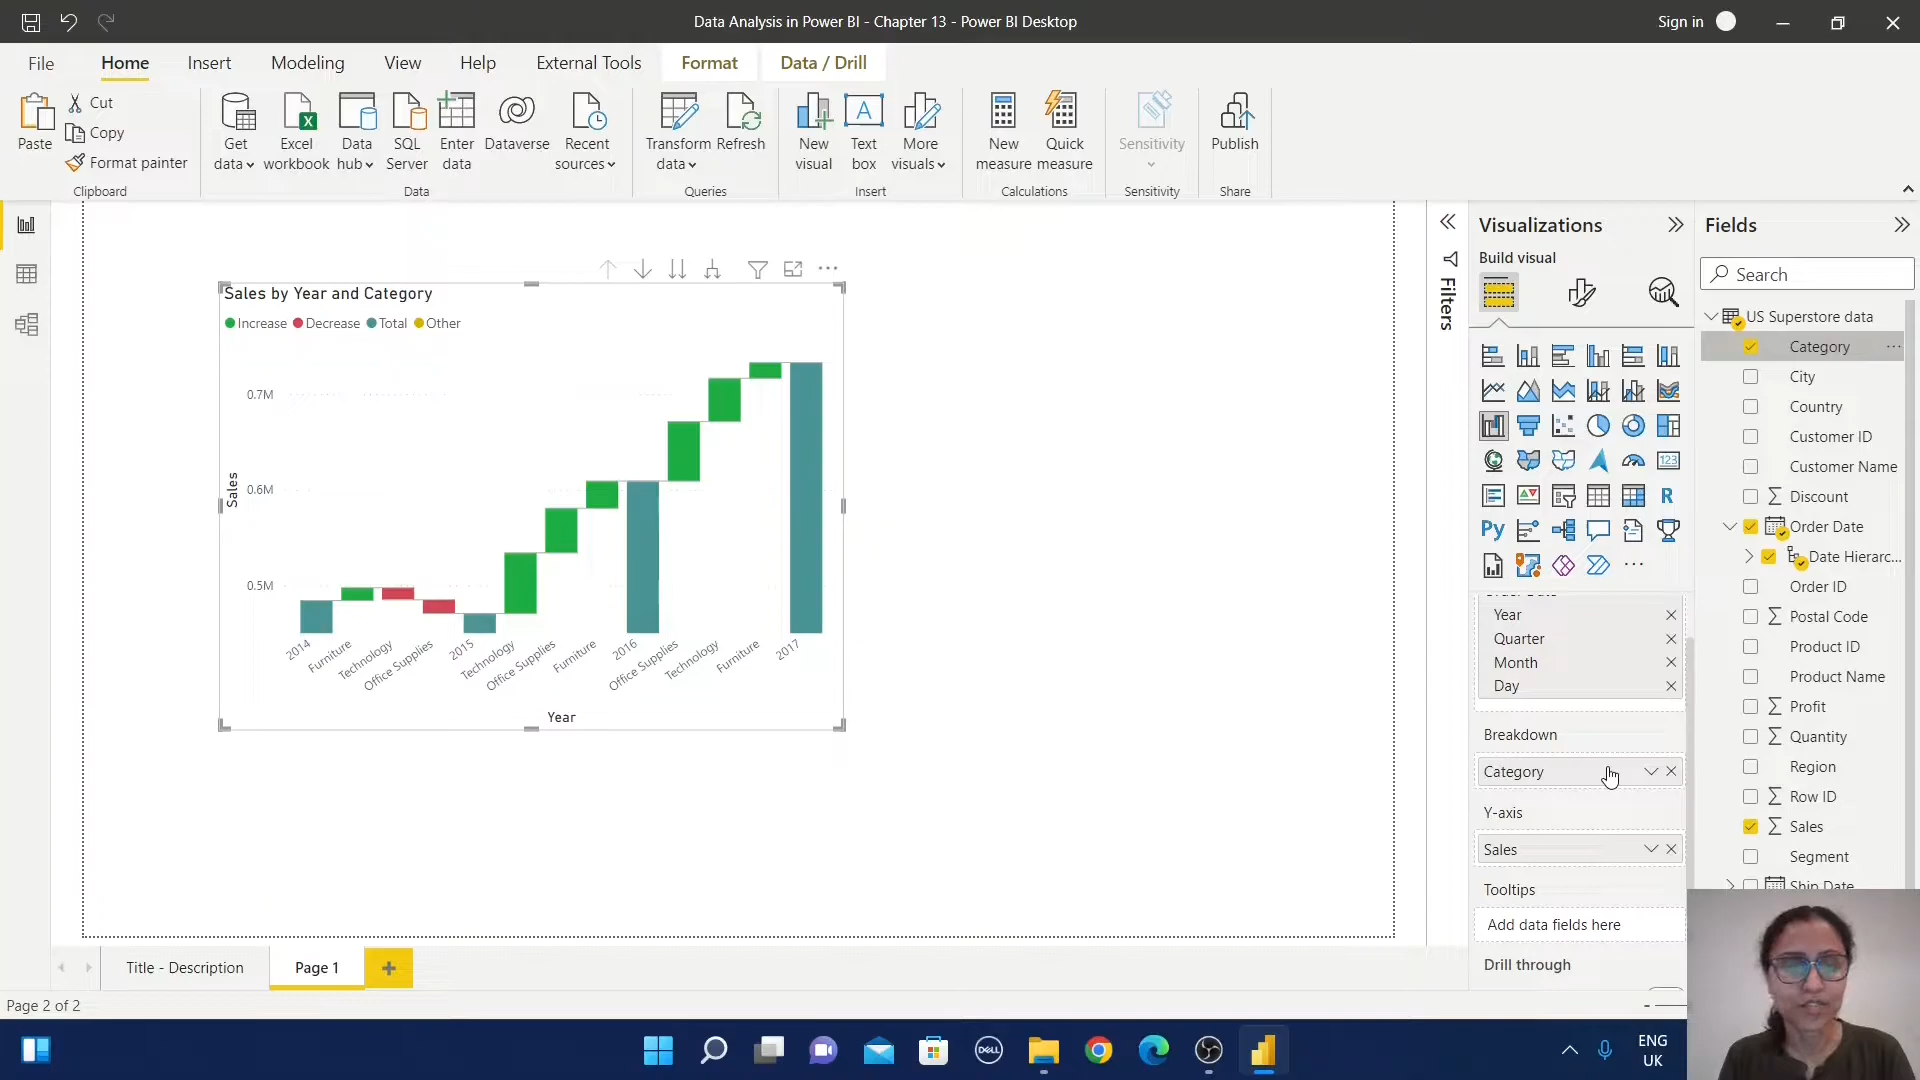 Data Analysis in Power BI - Chapter 13 - Power BI Desktop
Sign in
File
Home
Insert
Modeling
View
Help
External Tools
Format
Data / Drill
Paste
Cut
Copy
Format painter
Clipboard
Get data
Excel workbook
Data hub
SQL Server
Enter data
Dataverse
Recent sources
Data
Transform data
Refresh
Queries
New visual
Text box
More visuals
Insert
New measure
Quick measure
Calculations
Sensitivity
Sensitivity
Publish
Share
Sales by Year and Category
Increase
Decrease
Total
Other
0.7M
0.6M
0.5M
Sales
2014
Furniture
Technology
Office Supplies
2015
Technology
Office Supplies
Furniture
2016
Office Supplies
Technology
Furniture
2017
Year
Filters
Visualizations
Build visual
123
R
Py
Order Date
Year
Quarter
Month
Day
Breakdown
Category
Y-axis
Sales
Tooltips
Add data fields here
Drill through
Fields
Search
US Superstore data
Category
City
Country
Customer ID
Customer Name
Discount
Order Date
Date Hierarc...
Order ID
Postal Code
Product ID
Product Name
Profit
Quantity
Region
Row ID
Sales
Segment
Ship Date
Title - Description
Page 1
Page 2 of 2
DELL
ENG
UK